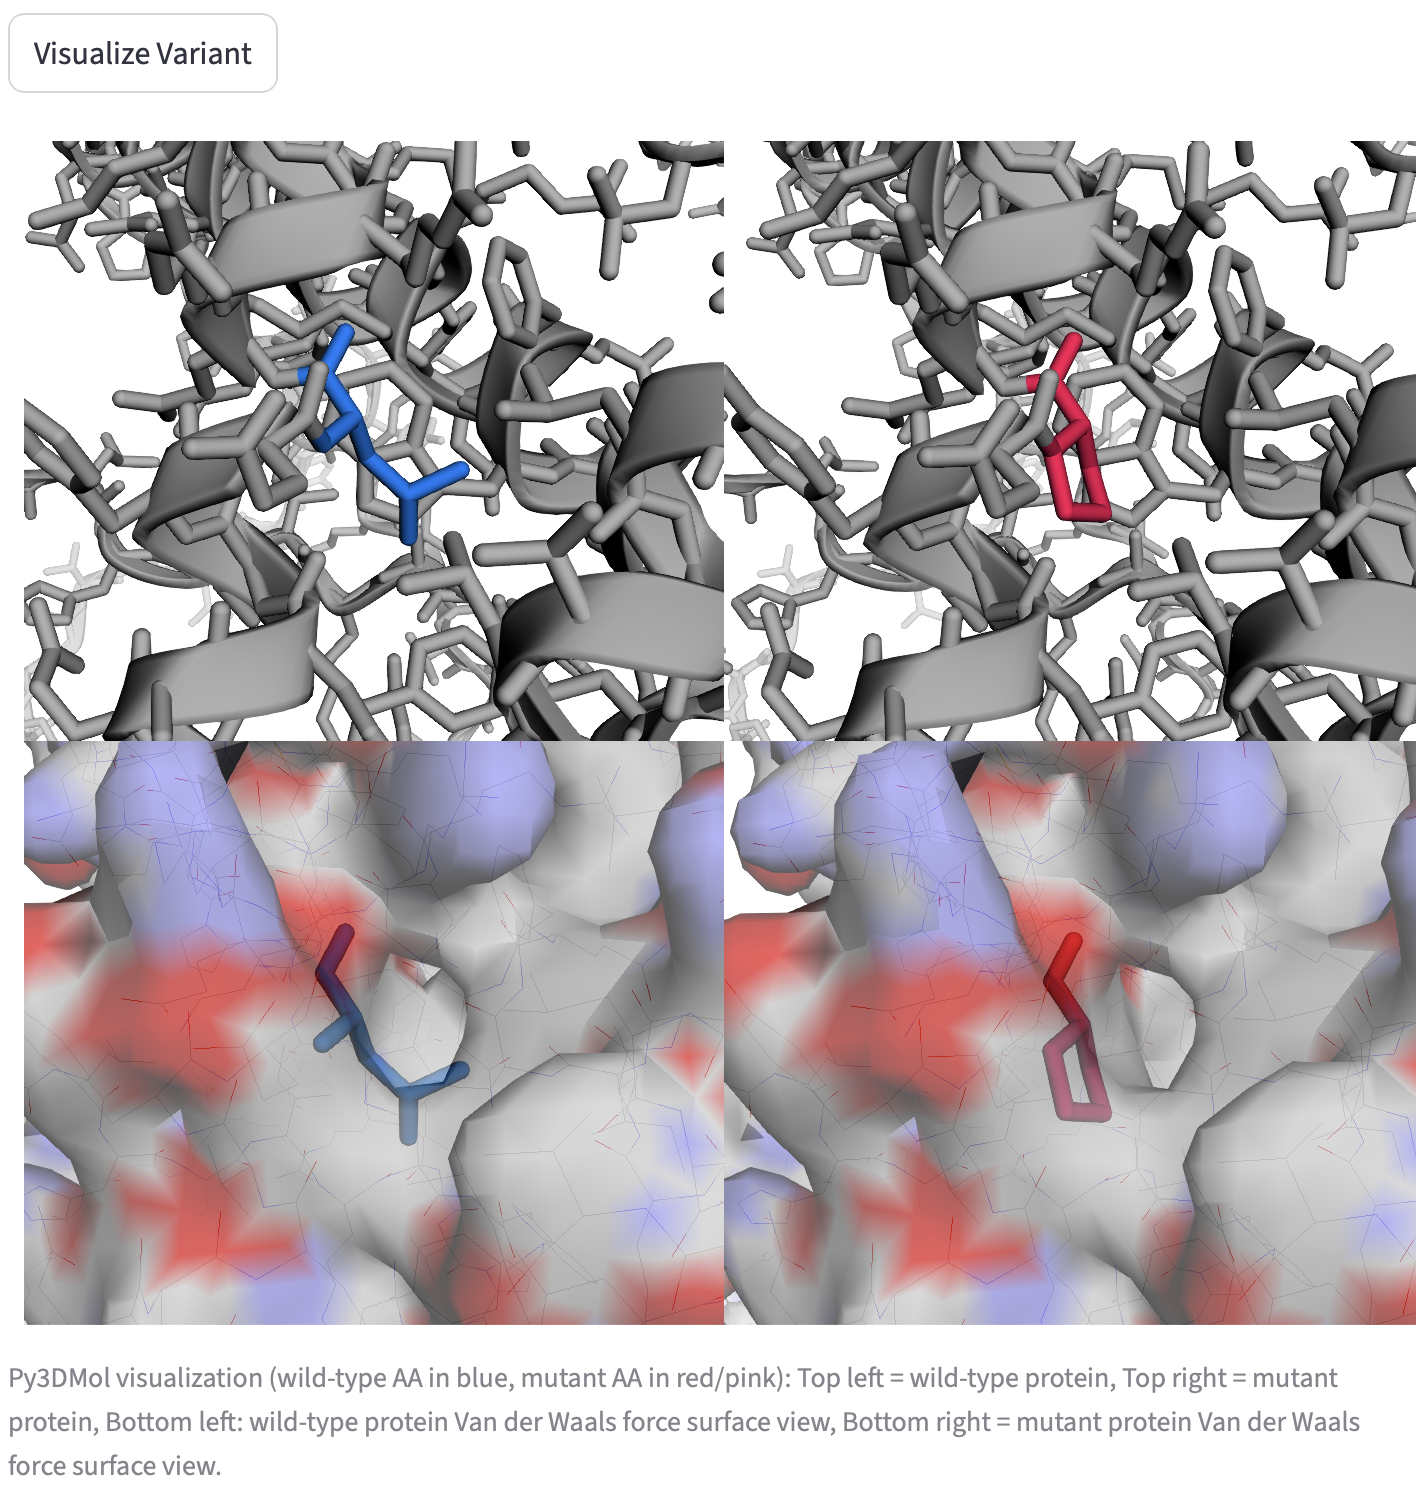 Visualize Variant
Py3DMol visualization (wild-type AA in blue, mutant AA in red/pink): Top left = wild-type protein, Top right = mutant
protein, Bottom left: wild-type protein Van der Waals force surface view, Bottom right = mutant protein Van der Waals
force surface view.